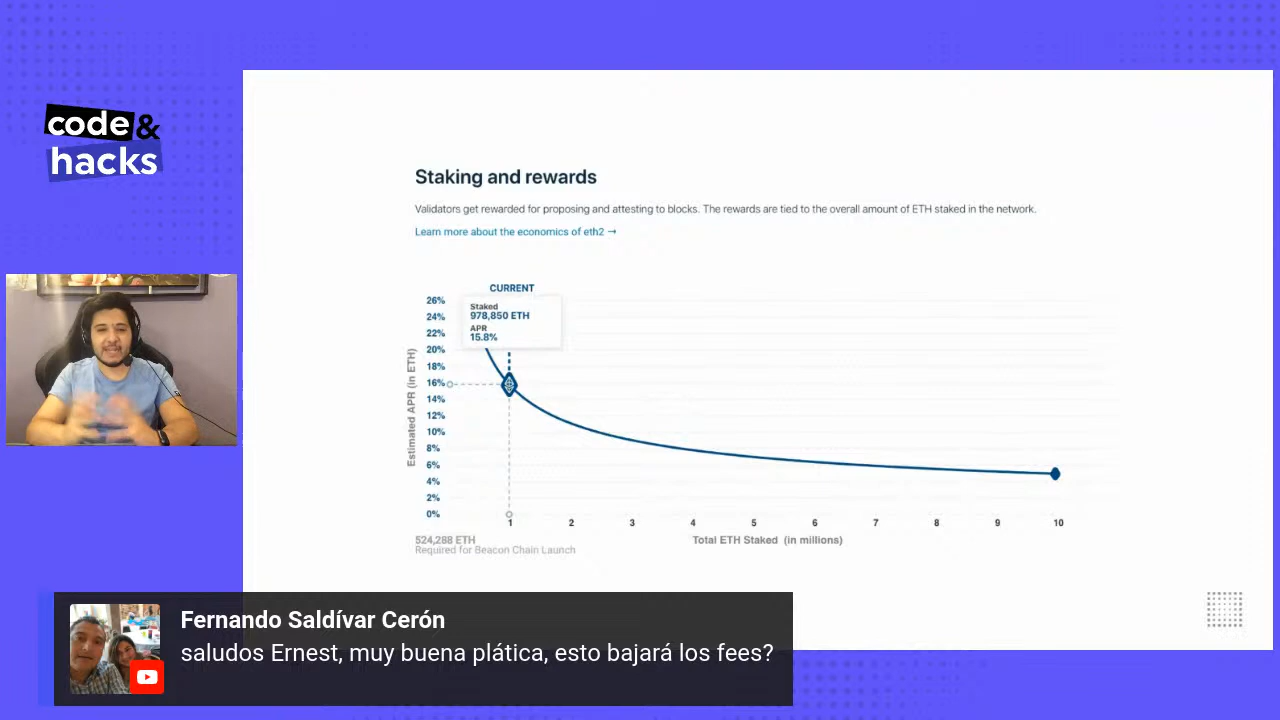 code&
hacks
Staking and rewards
Validators get rewarded for proposing and attesting to blocks. The rewards are tied to the overall amount of ETH staked in the network.
Learn more about the economics of eth2 →
CURRENT
Staked
978,850 ETH
APR
15.8%
Estimated APR (in ETH)
26%
24%
22%
20%
18%
16%
14%
12%
10%
8%
6%
4%
2%
0%
1 2 3 4 5 6 7 8 9 10
524,288 ETH
Required for Beacon Chain Launch
Total ETH Staked (in millions)
Fernando Saldívar Cerón
saludos Ernest, muy buena plática, esto bajará los fees?